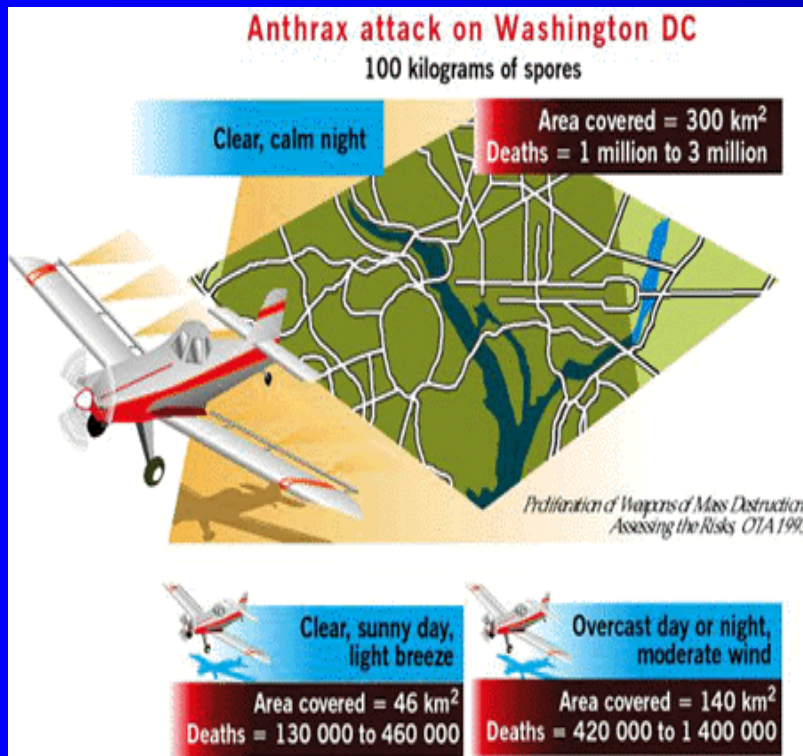 Anthrax attack on Washington DC
100 kilograms of spores
Clear, calm night
Area covered = 300 km²
Deaths = 1 million to 3 million
Proliferation of Weapons of Mass Destruction
Assessing the Risks, OTA 199
Clear, sunny day,
light breeze
Area covered = 46 km²
Deaths = 130 000 to 460 000
Overcast day or night,
moderate wind
Area covered = 140 km²
Deaths = 420 000 to 1 400 000